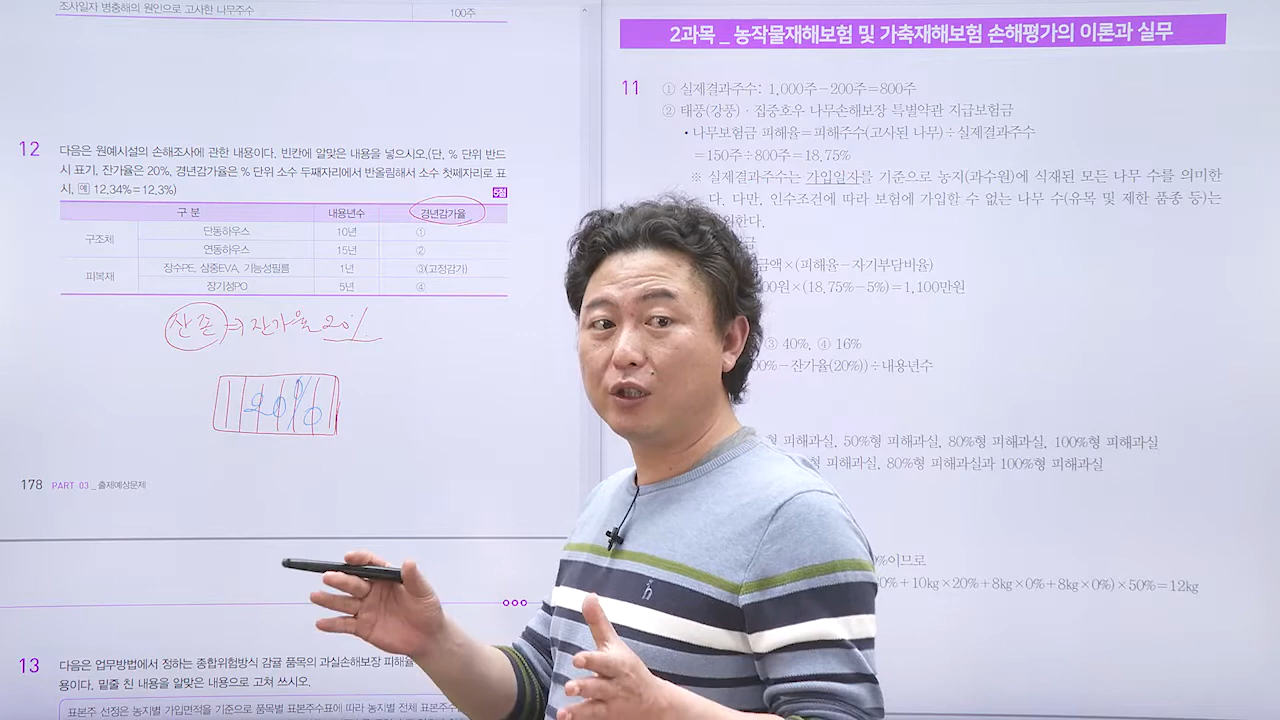 조사일자 병충해의 원인으로 고사한 나무주수 100주
12 다음은 원예시설의 손해조사에 관한 내용이다. 빈칸에 알맞은 내용을 넣으시오.(단, % 단위 반드
시 표기, 잔가율은 20%, 경년감가율은 % 단위 소수 두째자리에서 반올림해서 소수 첫째자리로 표
시, 예 12.34%=12.3%) 5점
구 분 내용년수 경년감가율
구조체 단동하우스 10년 ①
연동하우스 15년 ②
피복재 장수PE, 삼중EVA, 기능성필름 1년 ③(고정감가)
장기성PO 5년 ④
잔존 잔가율 20%
20%
178 PART 03 _ 출제예상문제
13 다음은 업무방법에서 정하는 종합위험방식 감귤 품목의 과실손해보장 피해율
용이다.
2과목 _ 농작물재해보험 및 가축재해보험 손해평가의 이론과 실무
11 ① 실제결과주수: 1,000주-200주=800주
② 태풍(강풍)·집중호우 나무손해보장 특별약관 지급보험금
• 나무보험금 피해율=피해주수(고사된 나무)÷실제결과주수
=150주÷800주=18.75%
※ 실제결과주수는 가입일자를 기준으로 농지(과수원)에 식재된 모든 나무 수를 의미한
다. 다만, 인수조건에 따라 보험에 가입할 수 없는 나무 수(유목 및 제한 품종 등)는
한다.
금액×(피해율-자기부담비율)
00원×(18.75%-5%)=1,100만원
③ 40%, ④ 16%
00%-잔가율(20%))÷내용년수
형 피해과실, 50%형 피해과실, 80%형 피해과실, 100%형 피해과실
형 피해과실, 80%형 피해과실과 100%형 피해과실
%이므로
0%+10kg×20%+8kg×0%+8kg×0%)×50%=12kg